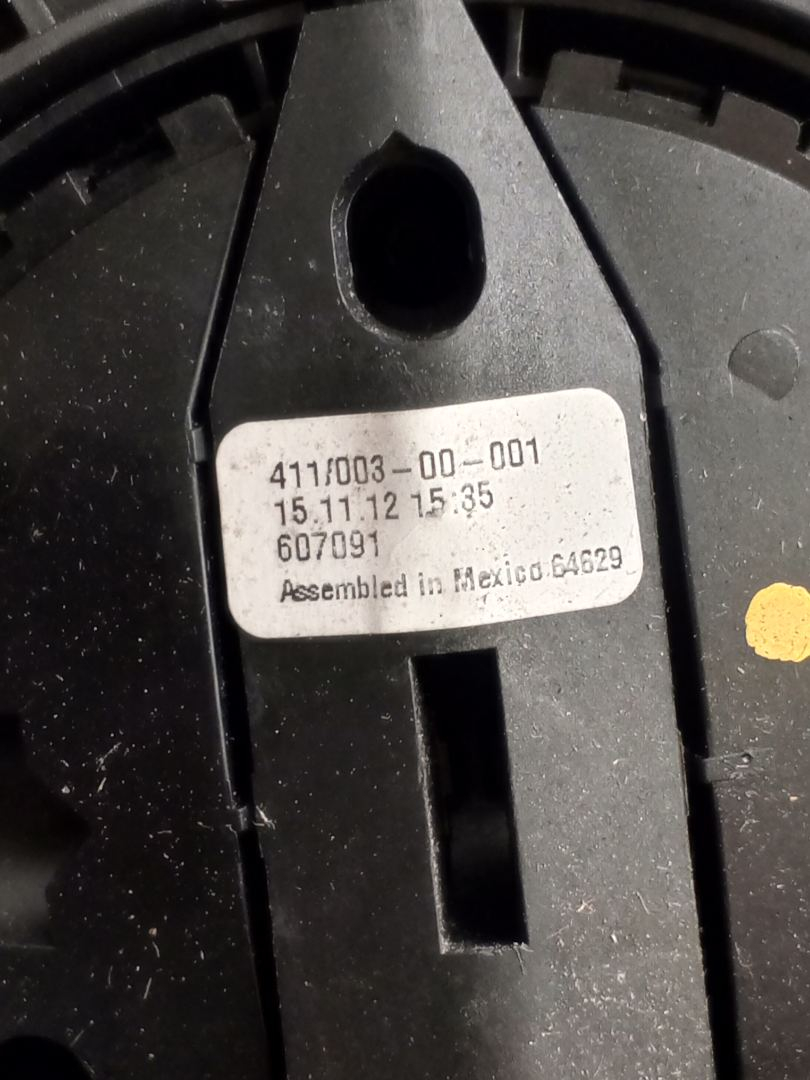 411/003-00-001
15.11.12 15:35
607091
Assembled in Mexico 64629